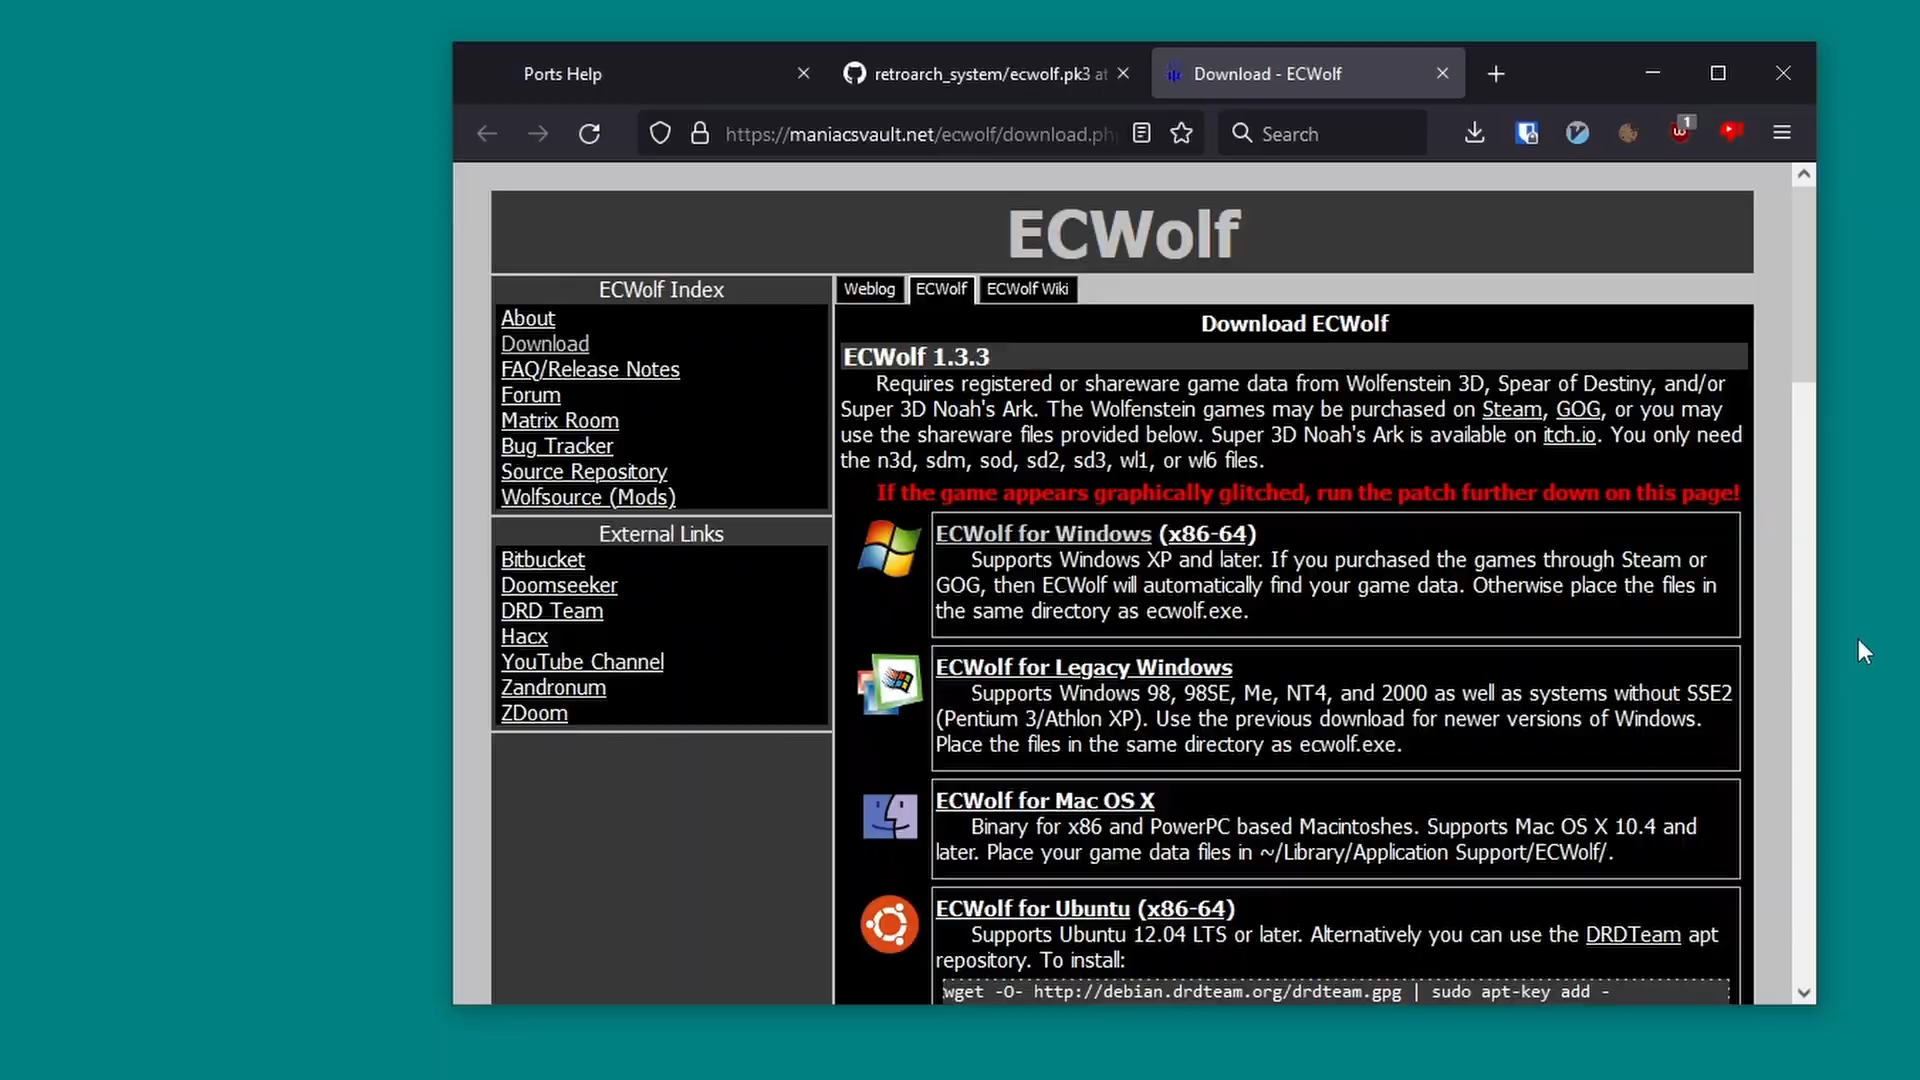 Ports Help
retroarch_system/ecwolf.pk3 at
Download - ECWolf
https://maniacsvault.net/ecwolf/download.php
Search
1
ECWolf
ECWolf Index
About
Download
FAQ/Release Notes
Forum
Matrix Room
Bug Tracker
Source Repository
Wolfsource (Mods)
External Links
Bitbucket
Doomseeker
DRD Team
Hacx
YouTube Channel
Zandronum
ZDoom
Weblog
ECWolf
ECWolf Wiki
Download ECWolf
ECWolf 1.3.3
Requires registered or shareware game data from Wolfenstein 3D, Spear of Destiny, and/or
Super 3D Noah's Ark. The Wolfenstein games may be purchased on Steam, GOG, or you may
use the shareware files provided below. Super 3D Noah's Ark is available on itch.io. You only need
the n3d, sdm, sod, sd2, sd3, wl1, or wl6 files.
If the game appears graphically glitched, run the patch further down on this page!
ECWolf for Windows (x86-64)
Supports Windows XP and later. If you purchased the games through Steam or
GOG, then ECWolf will automatically find your game data. Otherwise place the files in
the same directory as ecwolf.exe.
ECWolf for Legacy Windows
Supports Windows 98, 98SE, Me, NT4, and 2000 as well as systems without SSE2
(Pentium 3/Athlon XP). Use the previous download for newer versions of Windows.
Place the files in the same directory as ecwolf.exe.
ECWolf for Mac OS X
Binary for x86 and PowerPC based Macintoshes. Supports Mac OS X 10.4 and
later. Place your game data files in ~/Library/Application Support/ECWolf/.
ECWolf for Ubuntu (x86-64)
Supports Ubuntu 12.04 LTS or later. Alternatively you can use the DRDTeam apt
repository. To install:
wget -O- http://debian.drdteam.org/drdteam.gpg | sudo apt-key add -